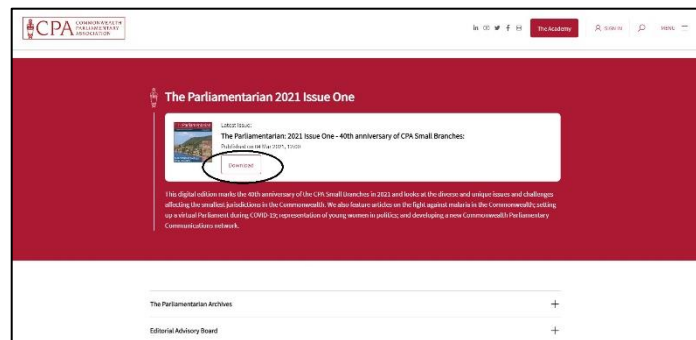 CPA COMMONWEALTH
PARLIAMENTARY
ASSOCIATION
The Academy
SIGN IN
MENU
The Parliamentarian 2021 Issue One
Latest Issue:
The Parliamentarian: 2021 Issue One - 40th anniversary of CPA Small Branches:
Published on Mar 2021,
Download
This digital edition marks the 40th anniversary of the CPA Small Branches in 2021 and looks at the diverse and unique issues and challenges
affecting the smallest jurisdictions in the Commonwealth. We also feature articles on the fight against malaria in the Commonwealth; setting
up a virtual Parliament during COVID-19; representation of young women in politics; and developing a new Commonwealth Parliamentary
Communications network.
The Parliamentarian Archives
Editorial Advisory Board